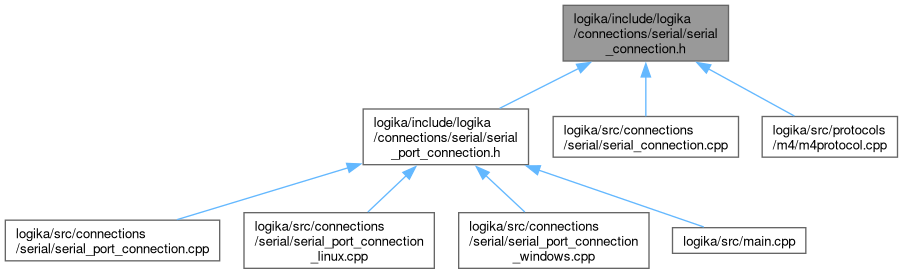 logika/include/logika
/connections/serial/serial
_connection.h
logika/include/logika
/connections/serial/serial
_port_connection.h
logika/src/connections
/serial/serial_connection.cpp
logika/src/protocols
/m4/m4protocol.cpp
logika/src/connections
/serial/serial_port_connection.cpp
logika/src/connections
/serial/serial_port_connection
_linux.cpp
logika/src/connections
/serial/serial_port_connection
_windows.cpp
logika/src/main.cpp